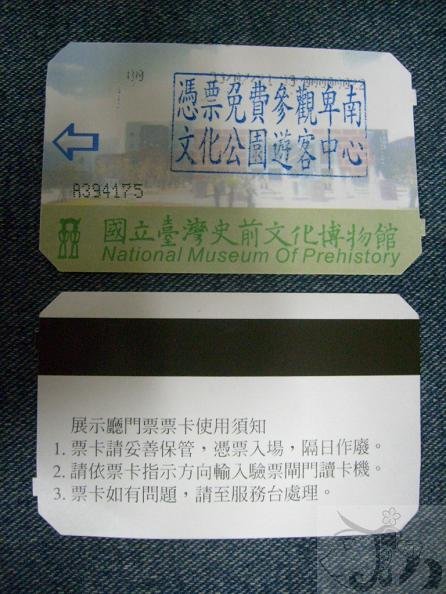 憑票免費參觀卑南
文化公園遊客中心
A394175
國立臺灣史前文化博物館
National Museum Of Prehistory
展示廳門票票卡使用須知
1. 票卡請妥善保管，憑票入場，隔日作廢。
2. 請依票卡指示方向輸入驗票閘門讀卡機。
3. 票卡如有問題，請至服務台處理。